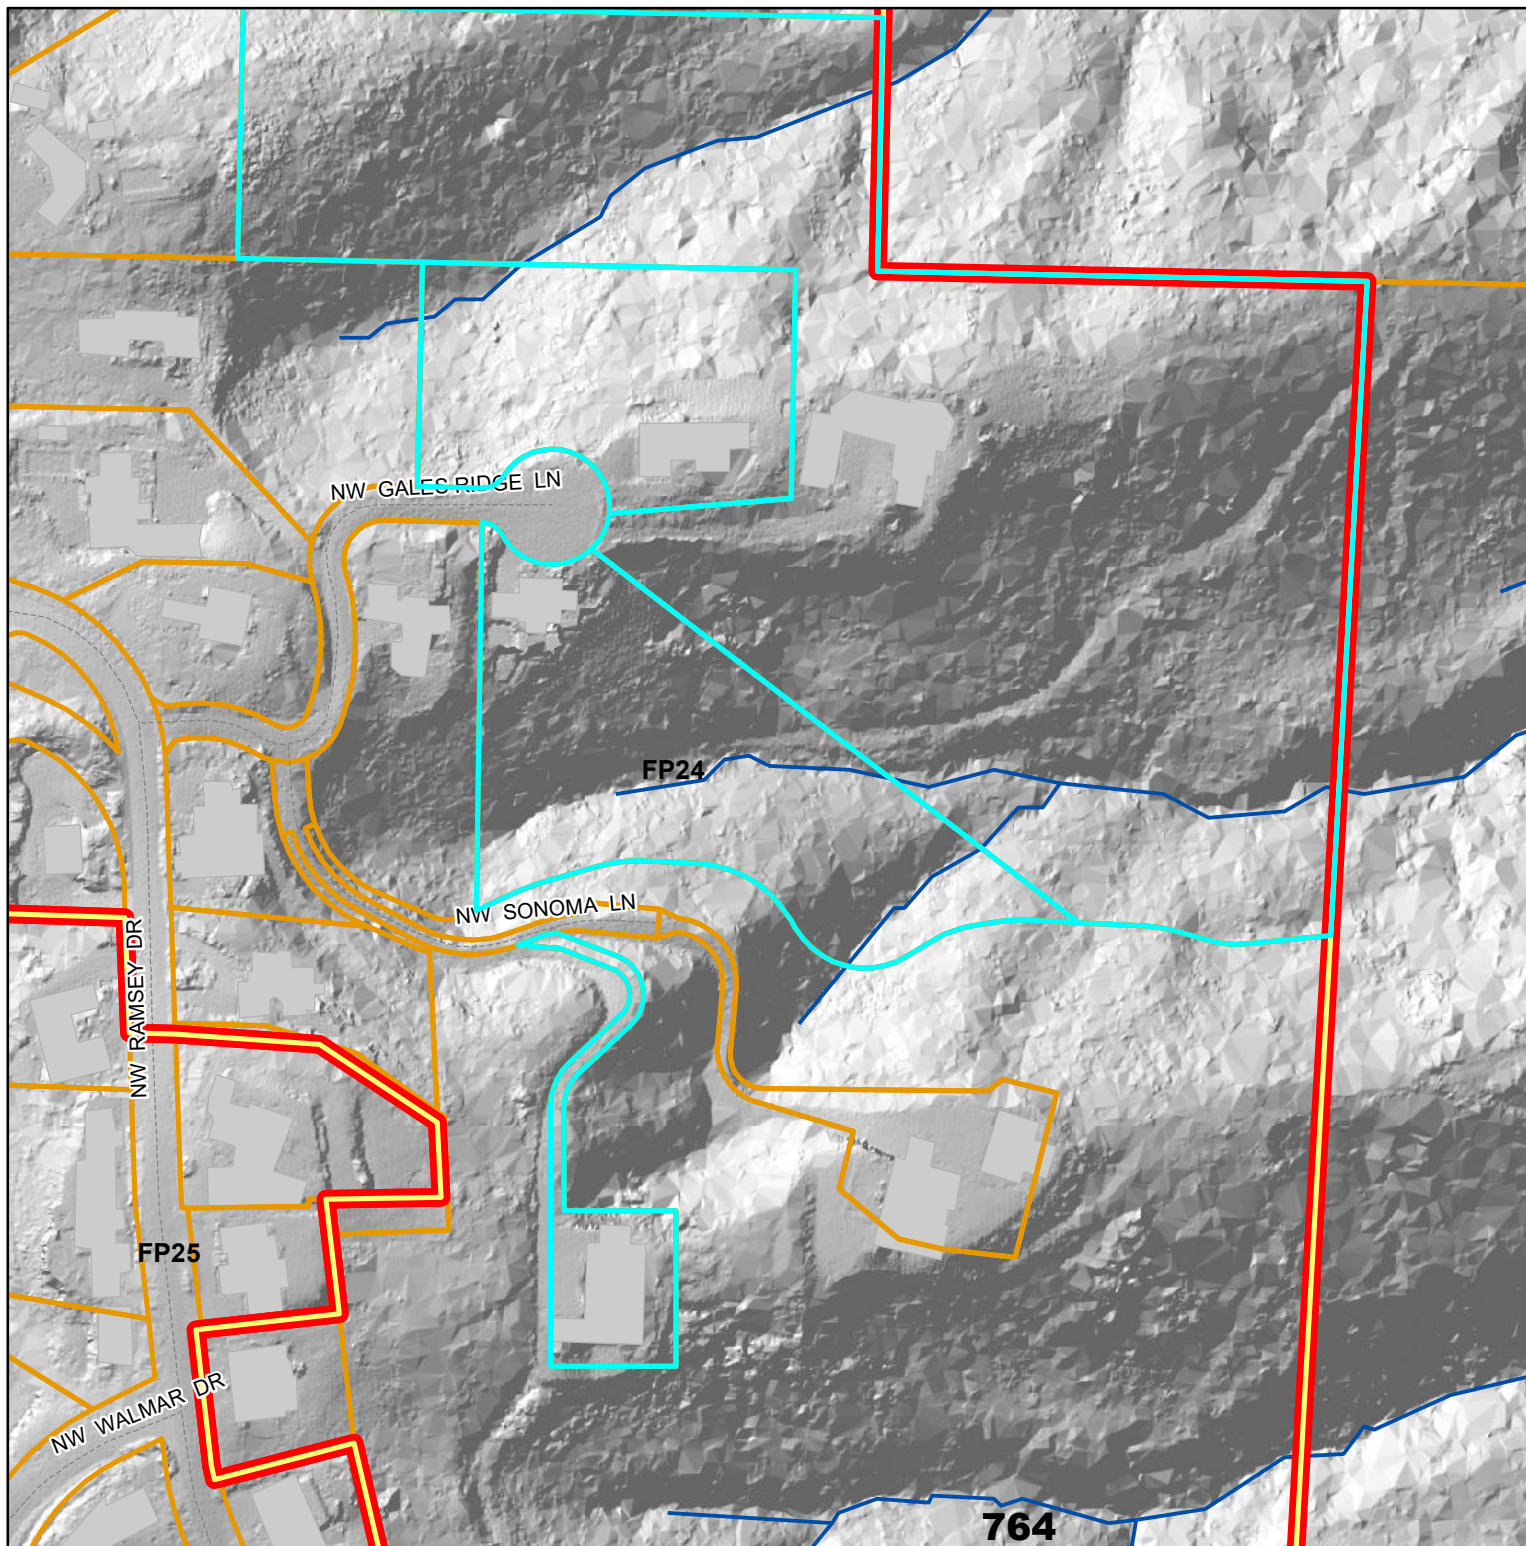 NW GALES RIDGE LN
FP24
NW SONOMA LN
NW RAMSEY DR
FP25
NW WALMAR DR
764